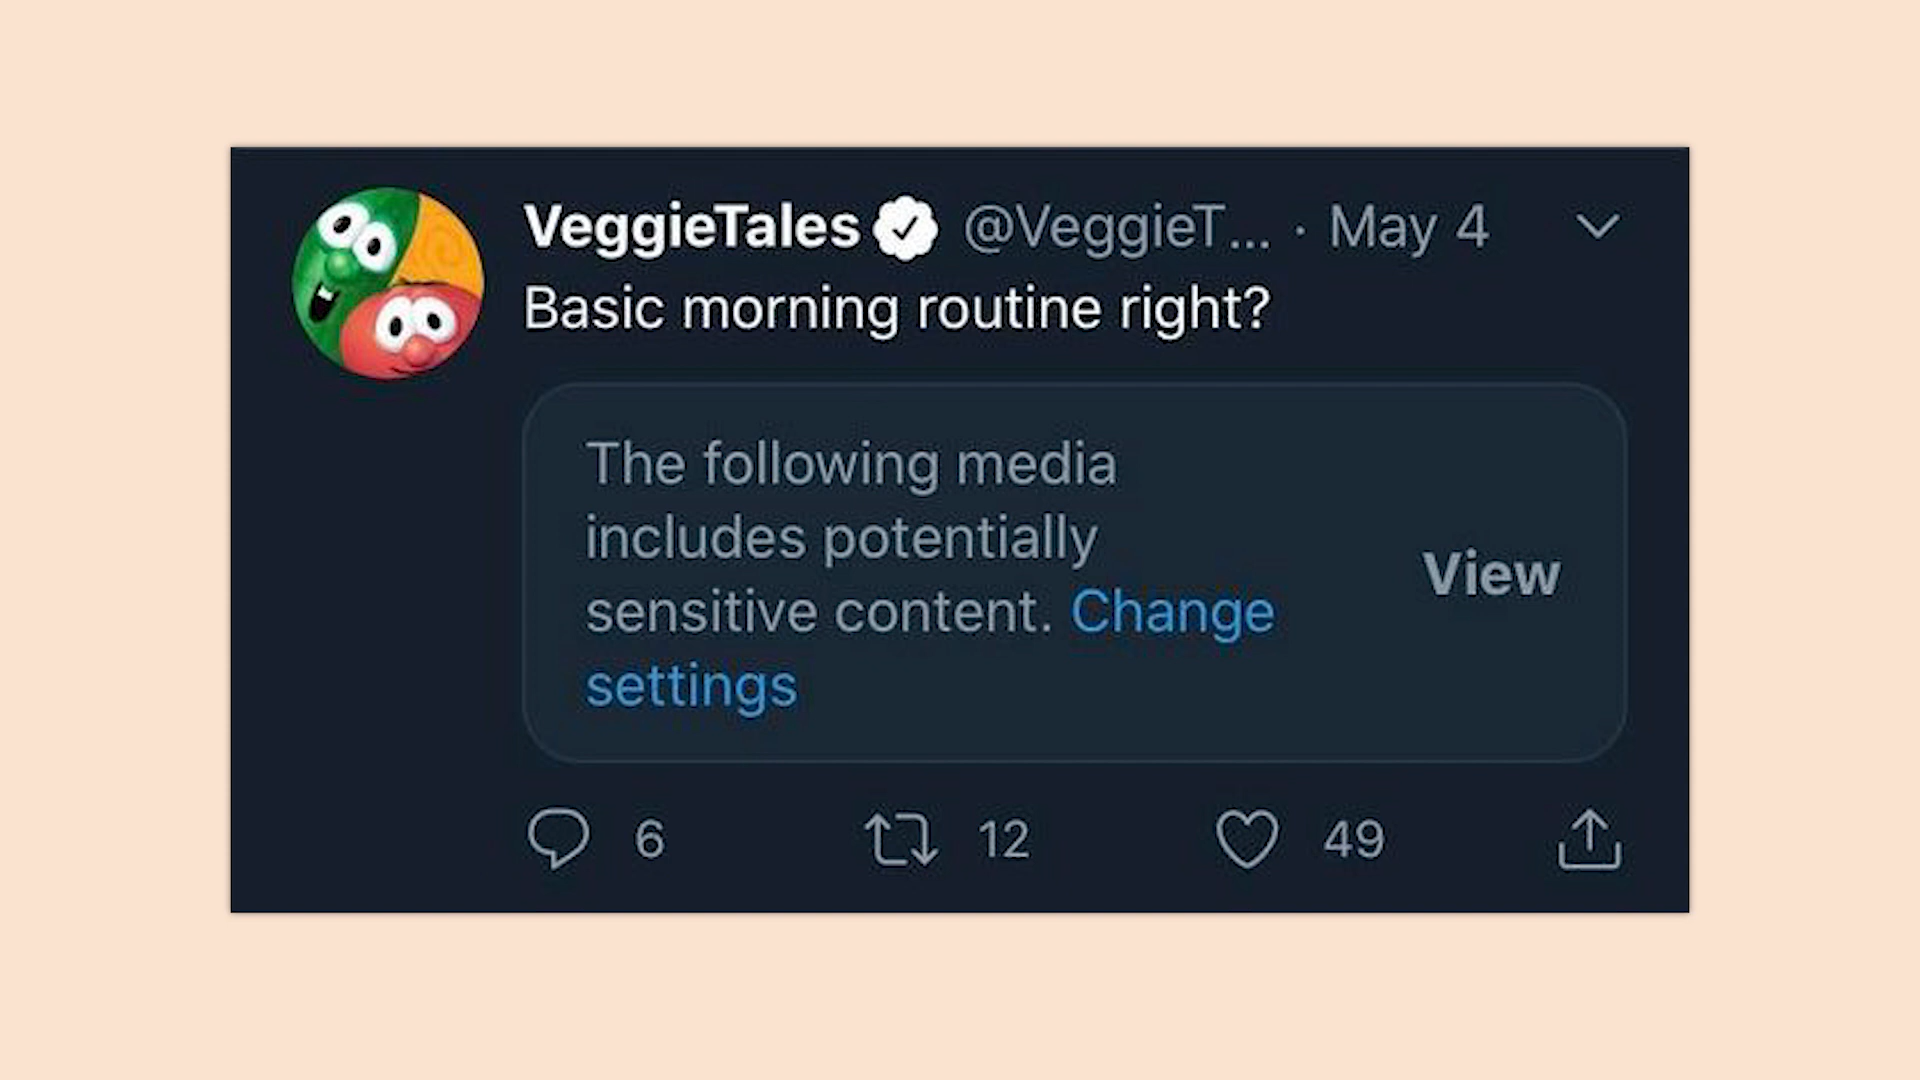 VeggieTales @VeggieT... · May 4
Basic morning routine right?
The following media
includes potentially
sensitive content. Change
settings
View
6 12 49